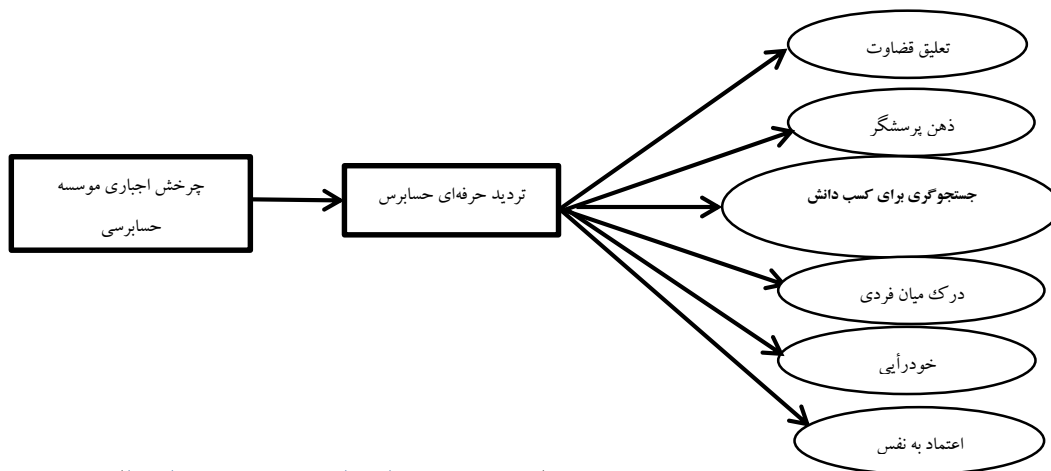 تعلیق قضاوت
ذهن پرسشگر
چرخش اجباری موسسه
حسابرسی
تردید حرفه‌ای حسابرس
جستجوگری برای کسب دانش
درک میان فردی
خودرأیی
اعتماد به نفس